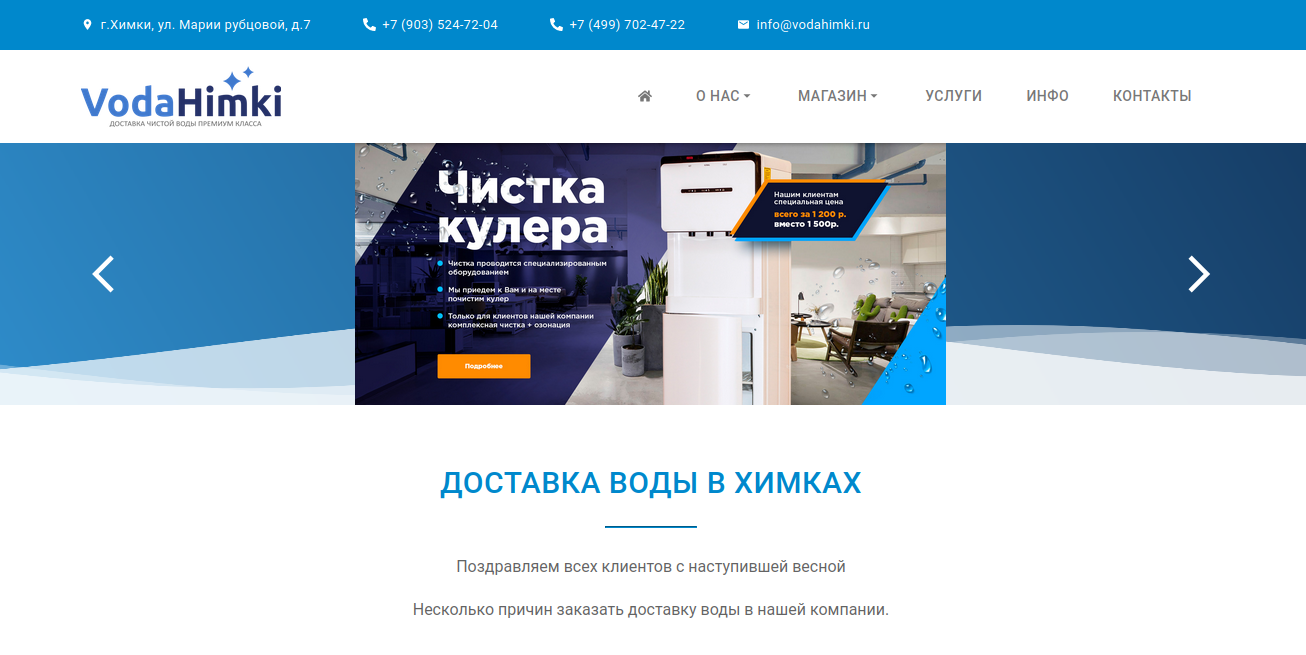 г.Химки, ул. Марии рубцовой, д.7
+7 (903) 524-72-04
+7 (499) 702-47-22
info@vodahimki.ru
VodaHimki
ДОСТАВКА ЧИСТОЙ ВОДЫ ПРЕМИУМ КЛАССА
О НАС
МАГАЗИН
УСЛУГИ
ИНФО
КОНТАКТЫ
Чистка
кулера
Чистка проводится специализированным
оборудованием
Мы приедем к Вам и на месте
почистим кулер
Только для клиентов нашей компании
комплексная чистка + озонация
Подробнее
Нашим клиентам
специальная цена
всего за 1 200 р.
вместо 1 500р.
ДОСТАВКА ВОДЫ В ХИМКАХ
Поздравляем всех клиентов с наступившей весной
Несколько причин заказать доставку воды в нашей компании.